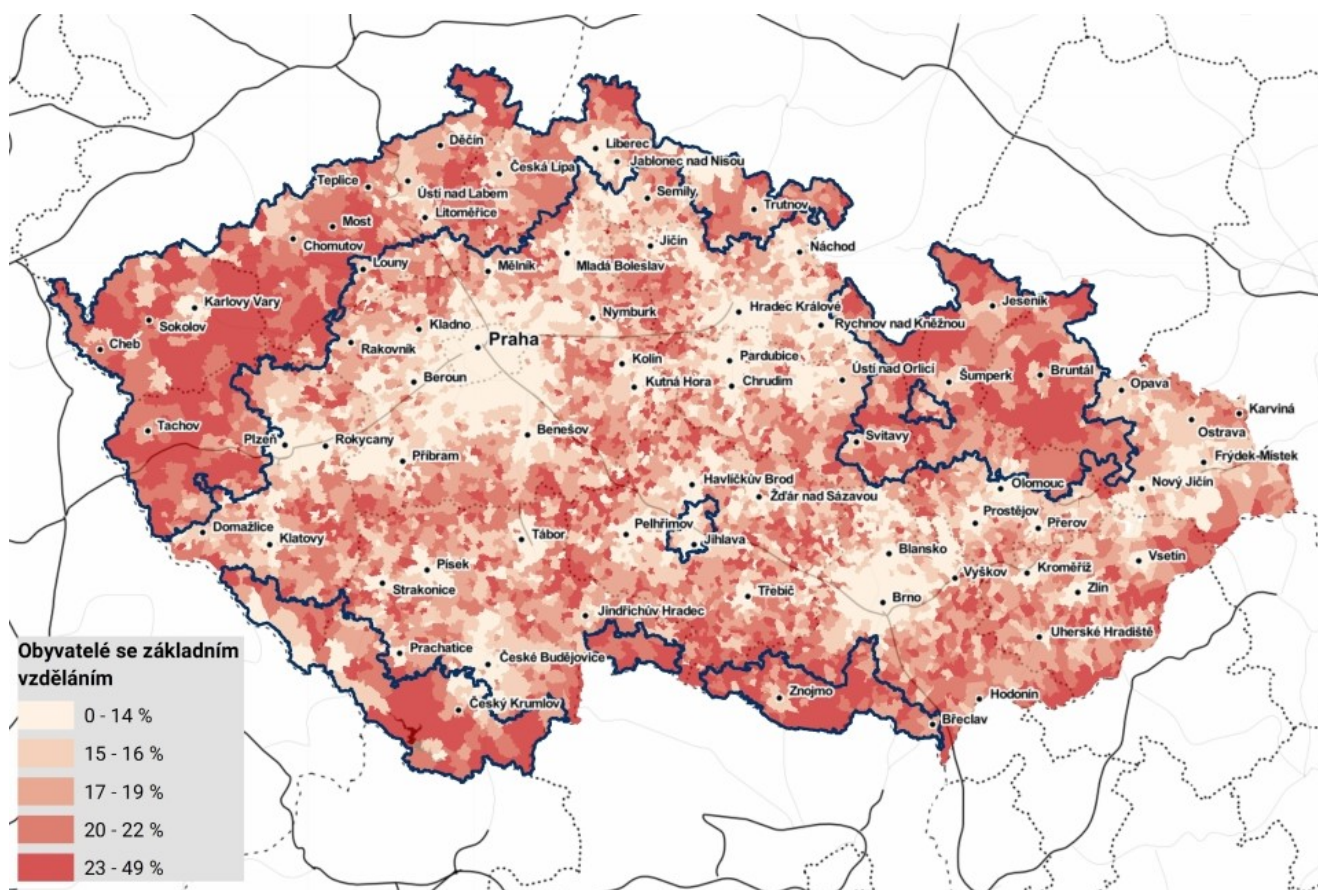 Děčín
Liberec
Jablonec nad Nisou
Česká Lípa
Teplice
Ústí nad Labem
Semily
Litoměřice
Trutnov
Most
Chomutov
Jičín
Náchod
Louny
Mělník
Mladá Boleslav
Karlovy Vary
Jeseník
Sokolov
Nymburk
Hradec Králové
Kladno
Rychnov nad Kněžnou
Praha
Cheb
Rakovník
Kolín
Pardubice
Ústí nad Orlicí
Šumperk
Bruntál
Opava
Beroun
Kutná Hora
Chrudim
Karviná
Tachov
Ostrava
Plzeň
Rokycany
Benešov
Svitavy
Příbram
Frýdek-Místek
Havlíčkův Brod
Olomouc
Nový Jičín
Žďár nad Sázavou
Prostějov
Přerov
Domažlice
Pelhřimov
Klatovy
Tábor
Jihlava
Blansko
Vsetín
Písek
Vyškov
Kroměříž
Strakonice
Třebíč
Zlín
Brno
Jindřichův Hradec
Uherské Hradiště
Prachatice
České Budějovice
Znojmo
Hodonín
Český Krumlov
Břeclav
Obyvatelé se základním
vzděláním
0 - 14 %
15 - 16 %
17 - 19 %
20 - 22 %
23 - 49 %